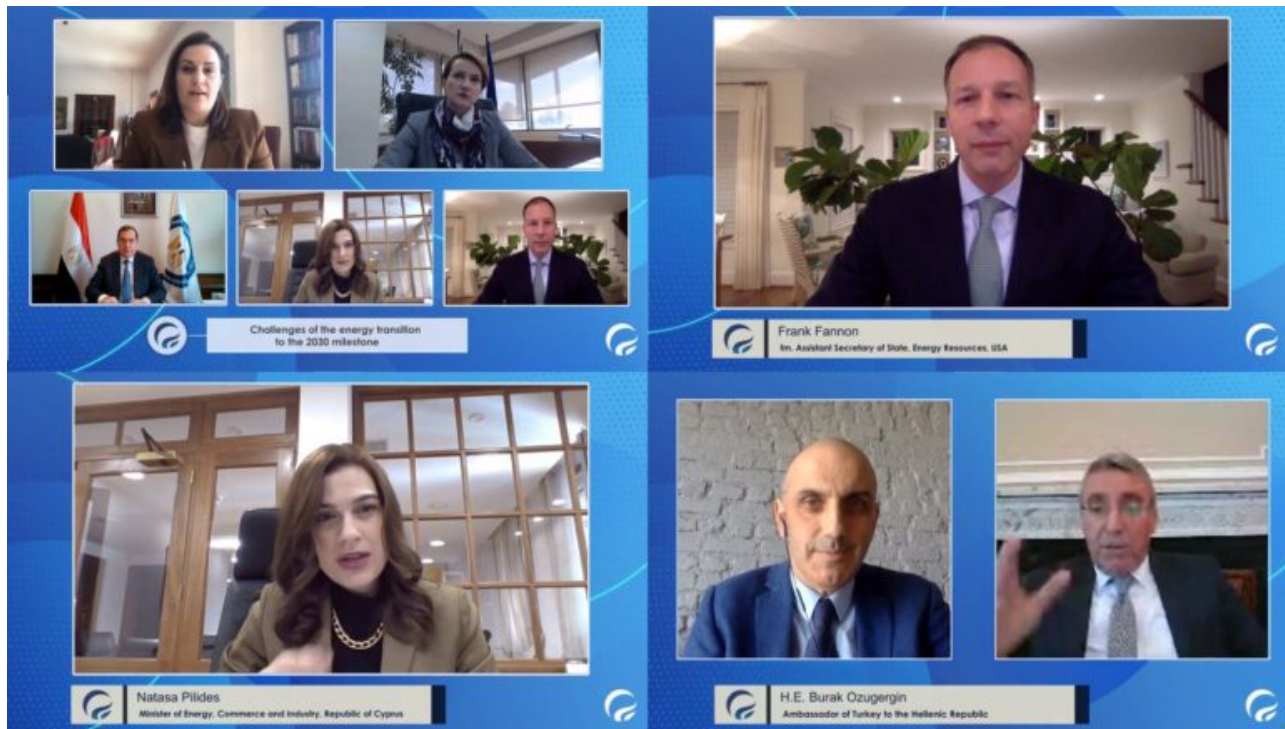 Challenges of the energy transition
to the 2030 milestone
Frank Fannon
fm. Assistant Secretary of State, Energy Resources, USA
Natasa Pilides
Minister of Energy, Commerce and Industry, Republic of Cyprus
H.E. Burak Ozugergin
Ambassador of Turkey to the Hellenic Republic